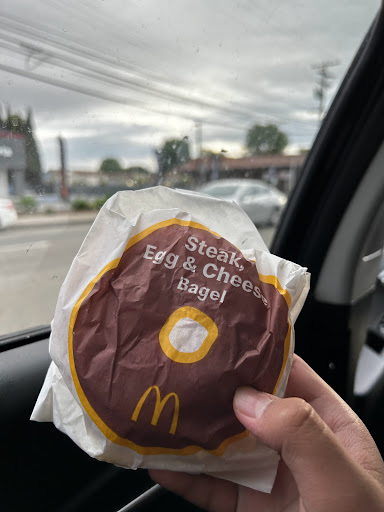 Steak,
Egg & Cheese
Bagel